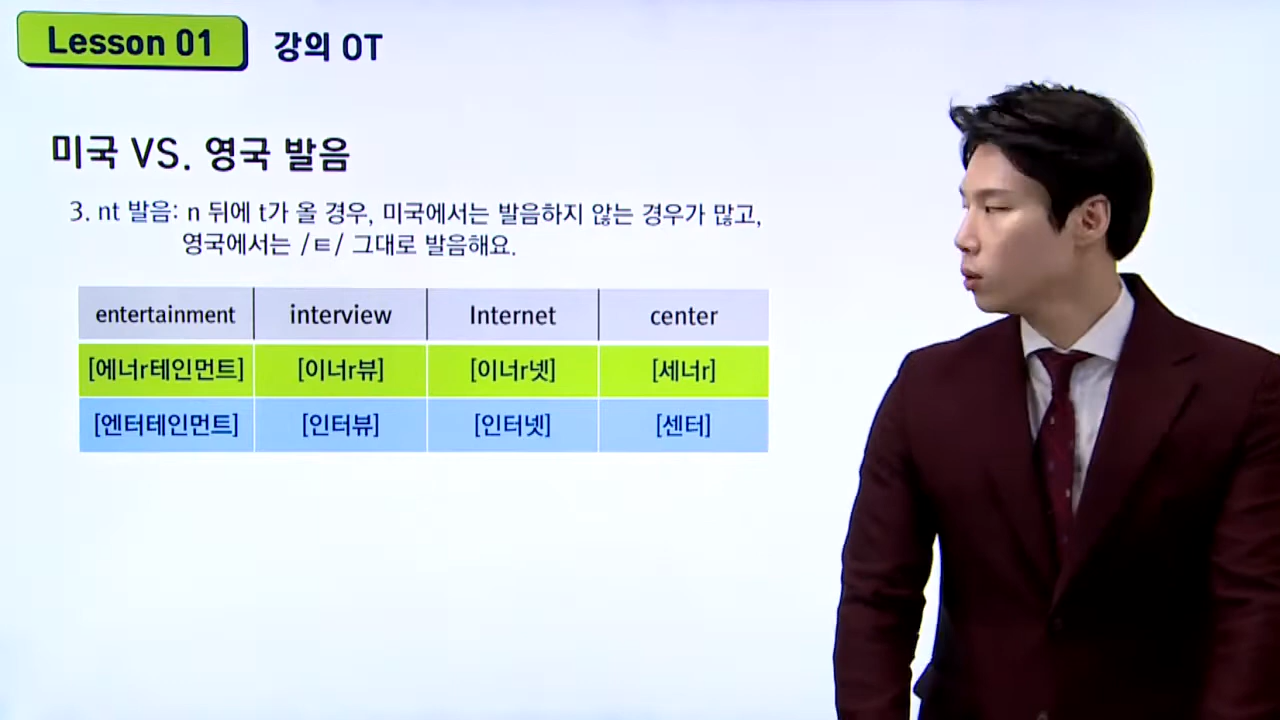 Lesson 01 강의 OT
미국 VS. 영국 발음
3. nt 발음: n 뒤에 t가 올 경우, 미국에서는 발음하지 않는 경우가 많고,
영국에서는 /ㅌ/ 그대로 발음해요.
entertainment interview Internet center
[에너r테인먼트] [이너r뷰] [이너r넷] [세너r]
[엔터테인먼트] [인터뷰] [인터넷] [센터]